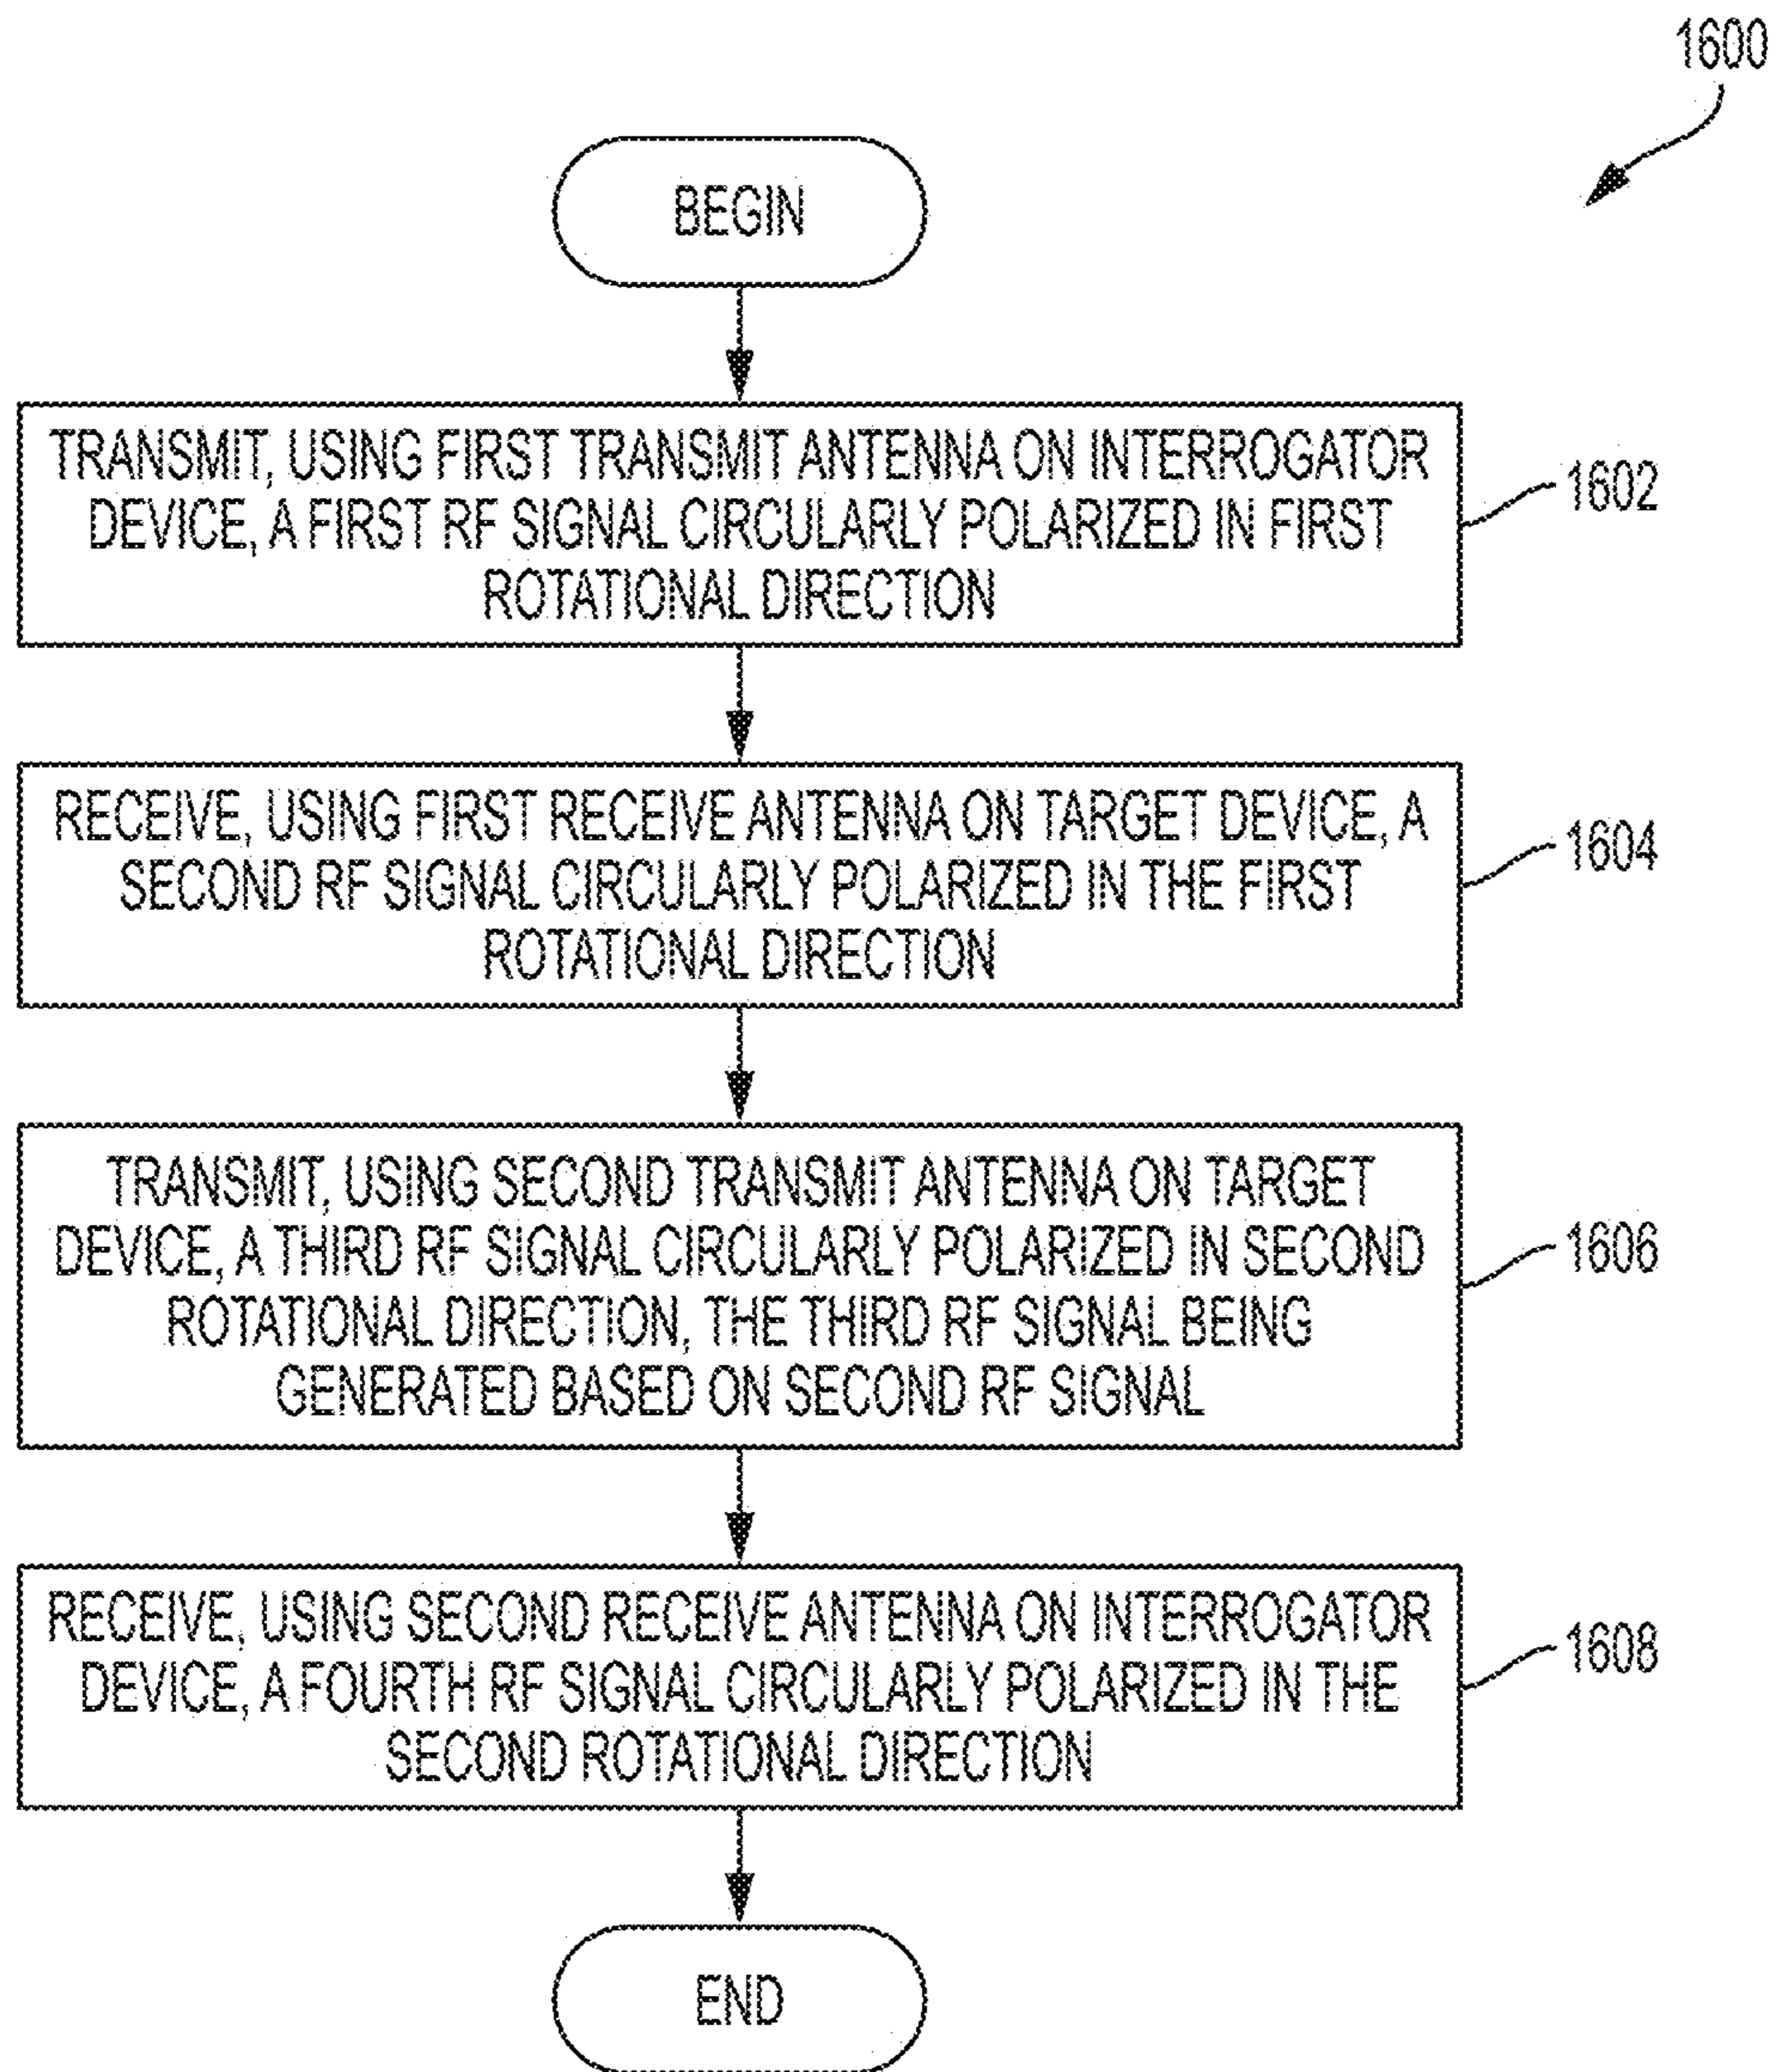 1600
BEGIN
TRANSMIT, USING FIRST TRANSMIT ANTENNA ON INTERROGATOR
DEVICE, A FIRST RF SIGNAL CIRCULARLY POLARIZED IN FIRST
ROTATIONAL DIRECTION
1602
RECEIVE, USING FIRST RECEIVE ANTENNA ON TARGET DEVICE, A
SECOND RF SIGNAL CIRCULARLY POLARIZED IN THE FIRST
ROTATIONAL DIRECTION
1604
TRANSMIT, USING SECOND TRANSMIT ANTENNA ON TARGET
DEVICE, A THIRD RF SIGNAL CIRCULARLY POLARIZED IN SECOND
ROTATIONAL DIRECTION, THE THIRD RF SIGNAL BEING
GENERATED BASED ON SECOND RF SIGNAL
1606
RECEIVE, USING SECOND RECEIVE ANTENNA ON INTERROGATOR
DEVICE, A FOURTH RF SIGNAL CIRCULARLY POLARIZED IN THE
SECOND ROTATIONAL DIRECTION
1608
END